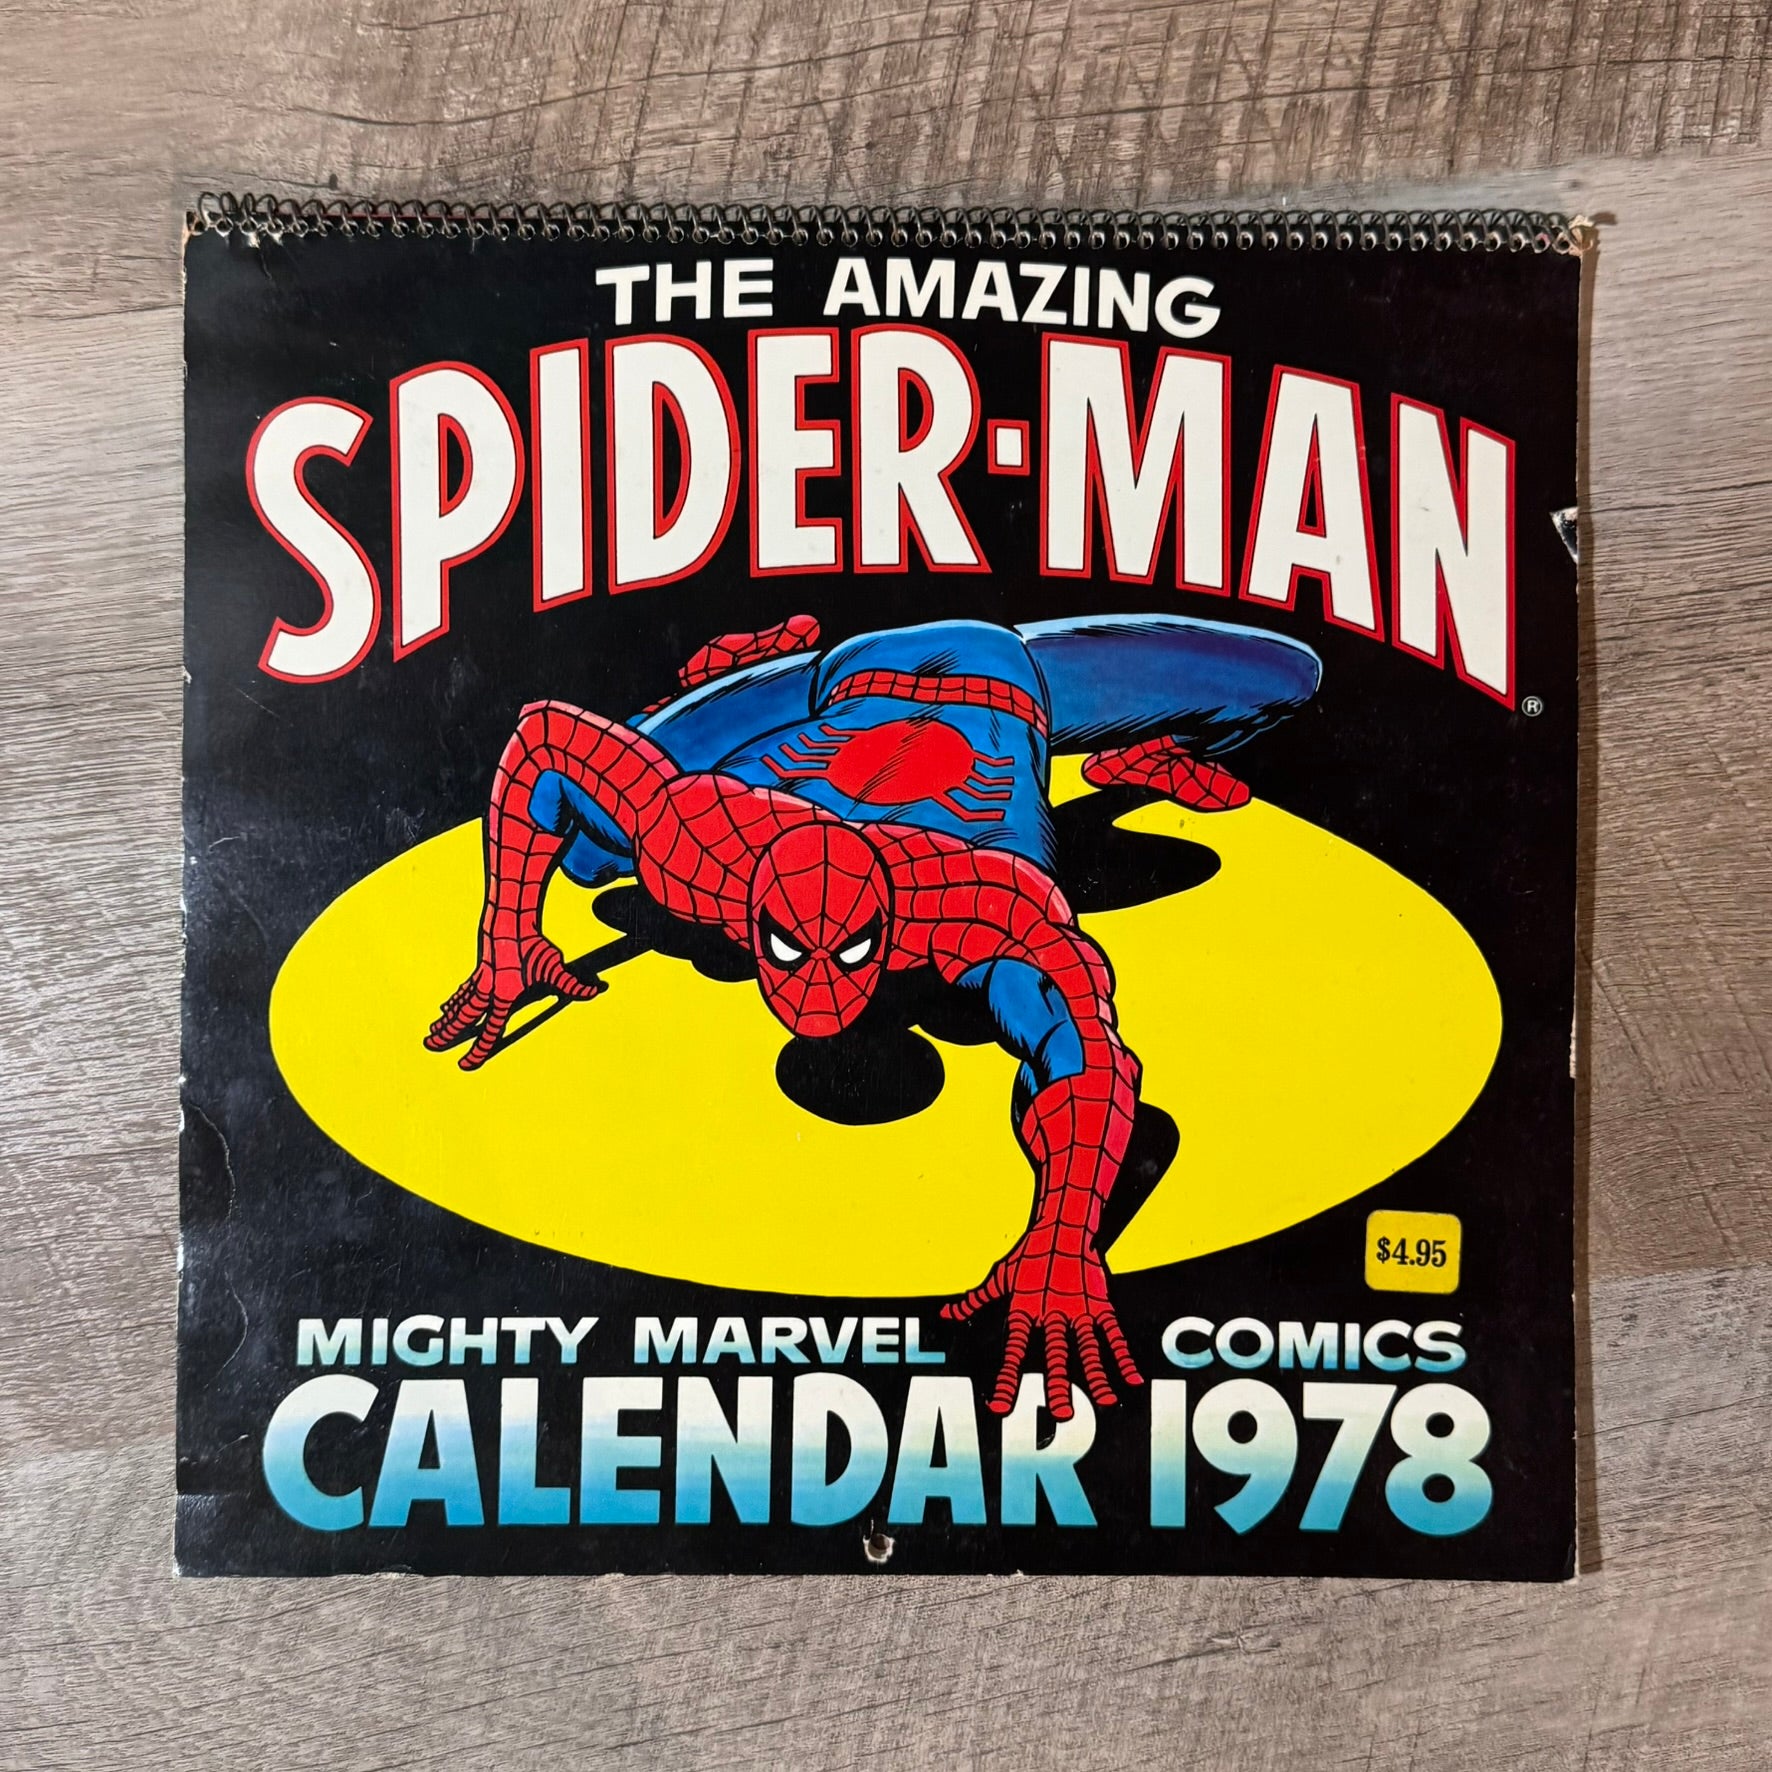 THE AMAZING
SPIDER-MAN®
$4.95
MIGHTY MARVEL COMICS
CALENDAR 1978